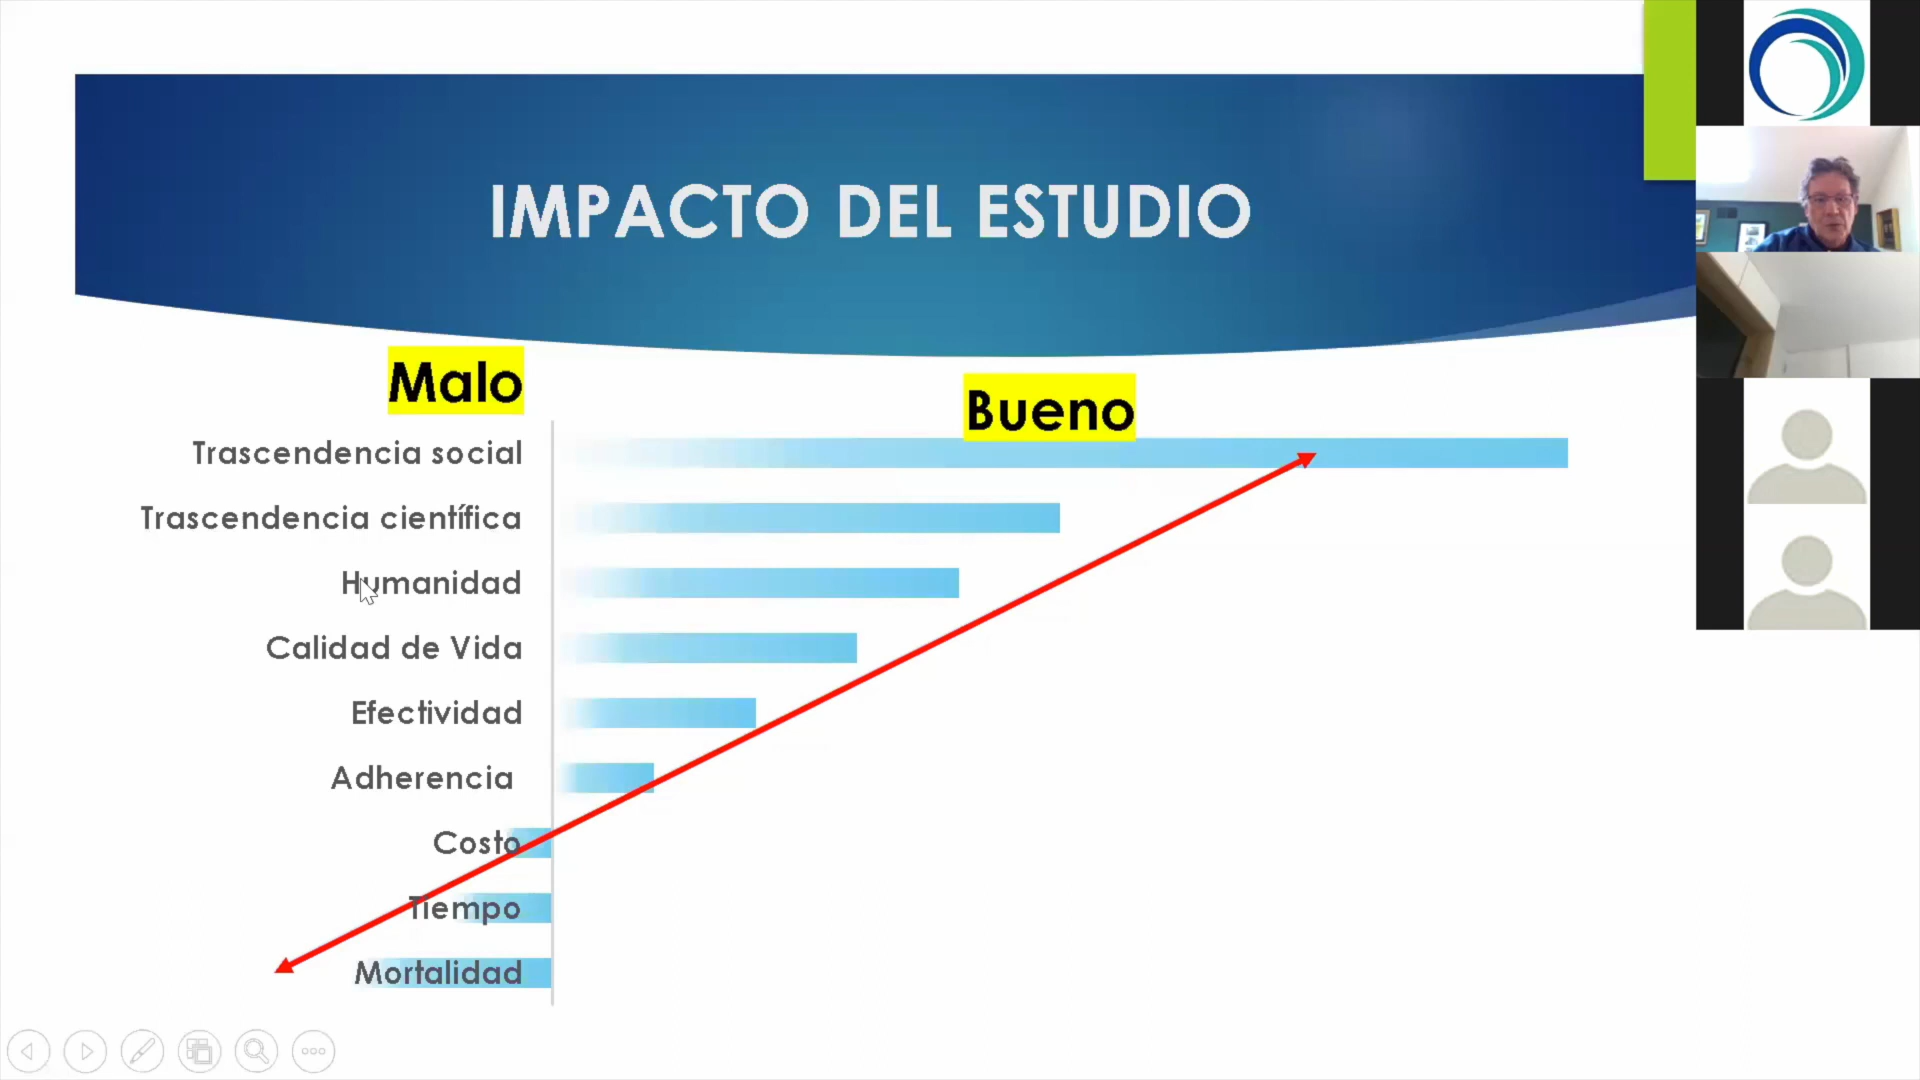 IMPACTO DEL ESTUDIO
Malo
Bueno
Trascendencia social
Trascendencia científica
Humanidad
Calidad de Vida
Efectividad
Adherencia
Costo
Tiempo
Mortalidad